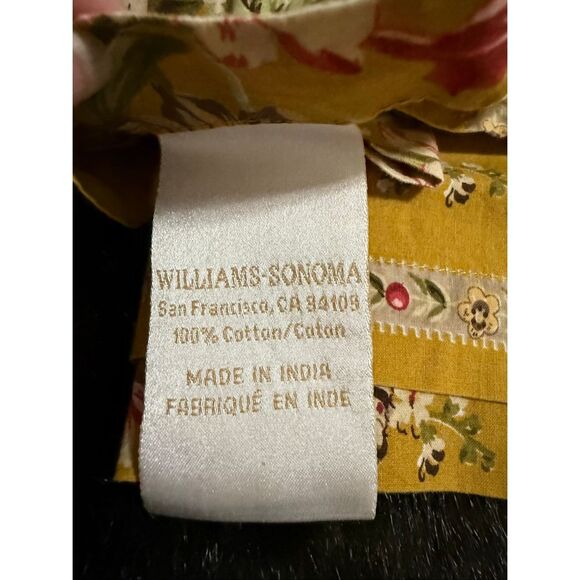 WILLIAMS-SONOMA
San Francisco, CA 94109
100% Cotton/Coton
MADE IN INDIA
FABRIQUÉ EN INDE